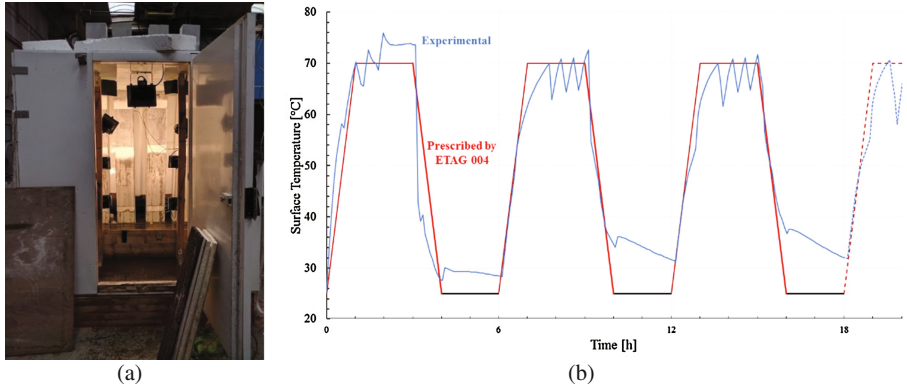 80
70
60
50
40
30
20
Surface Temperature [°C]
Experimental
Prescribed by
ETAG 004
0
6
12
18
Time [h]
(a)
(b)